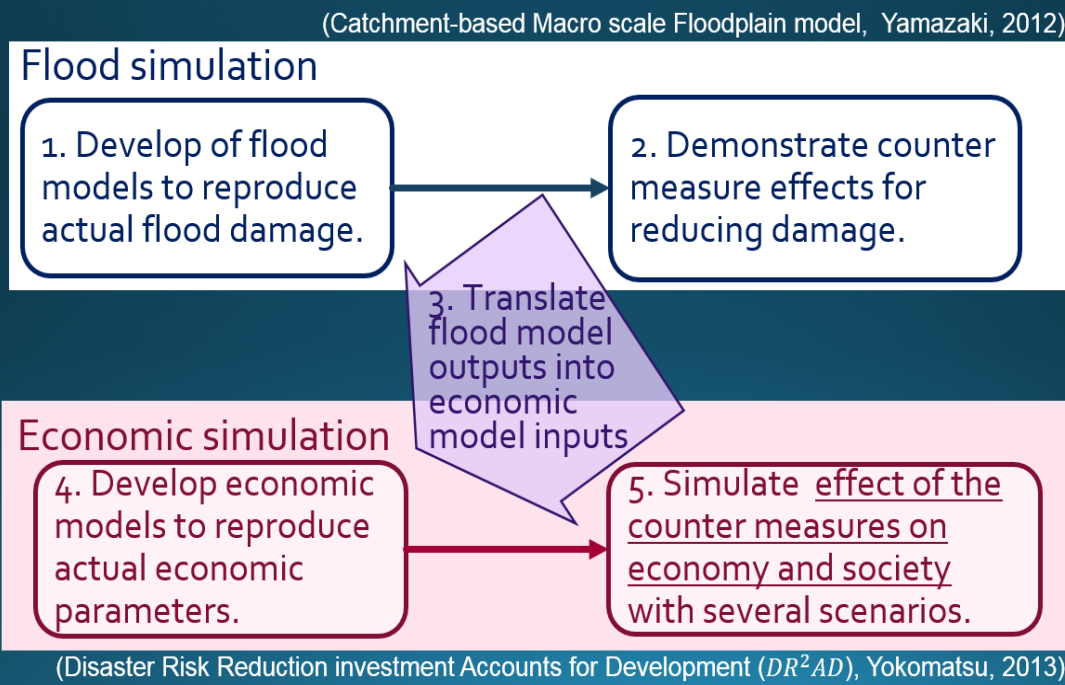 (Catchment-based Macro scale Floodplain model, Yamazaki, 2012)
Flood simulation
1. Develop of flood
models to reproduce
actual flood damage.
2. Demonstrate counter
measure effects for
reducing damage.
3. Translate
flood model
outputs into
economic
model inputs
Economic simulation
4. Develop economic
models to reproduce
actual economic
parameters.
5. Simulate effect of the
counter measures on
economy and society
with several scenarios.
(Disaster Risk Reduction investment Accounts for Development (DR²AD), Yokomatsu, 2013)